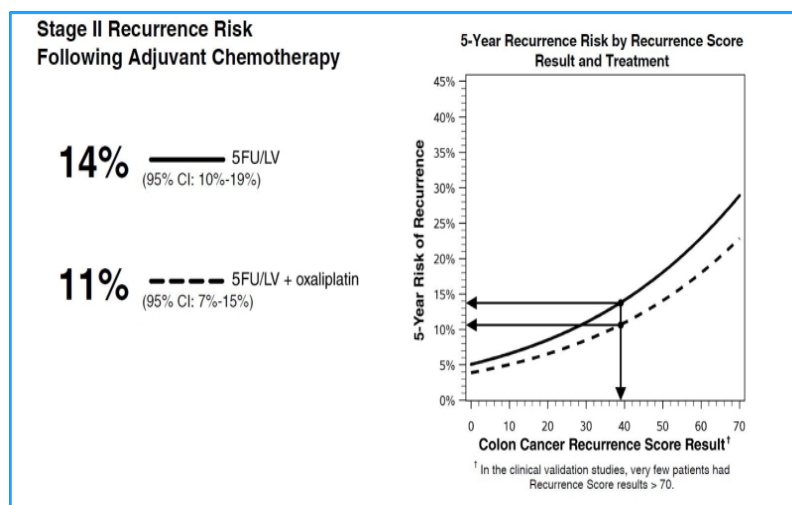 Stage II Recurrence Risk
Following Adjuvant Chemotherapy
14%
5FU/LV
(95% CI: 10%-19%)
11%
5FU/LV + oxaliplatin
(95% CI: 7%-15%)
5-Year Recurrence Risk by Recurrence Score
Result and Treatment
5-Year Risk of Recurrence
45%
40%
35%
30%
25%
20%
15%
10%
5%
0%
0 10 20 30 40 50 60 70
Colon Cancer Recurrence Score Result†
† In the clinical validation studies, very few patients had
Recurrence Score results > 70.